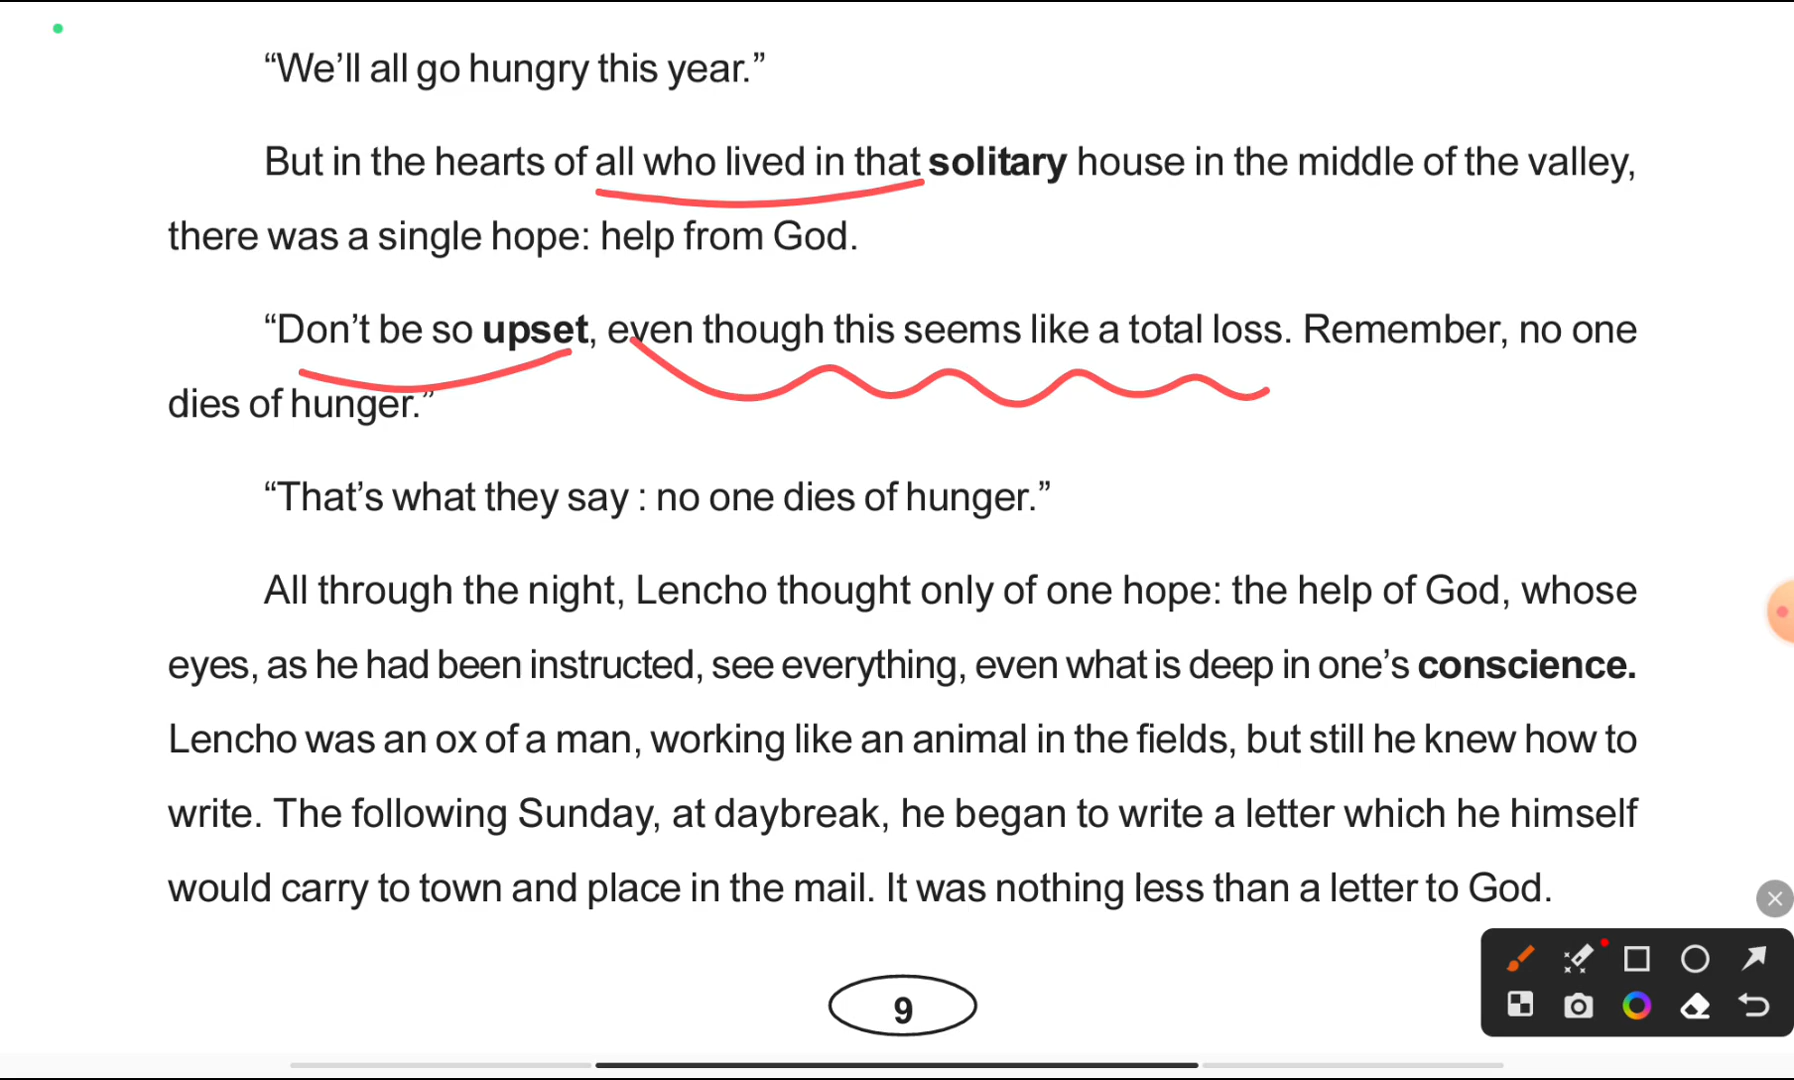 “We’ll all go hungry this year.”
But in the hearts of all who lived in that solitary house in the middle of the valley,
there was a single hope: help from God.
“Don’t be so upset, even though this seems like a total loss. Remember, no one
dies of hunger.”
“That’s what they say : no one dies of hunger.”
All through the night, Lencho thought only of one hope: the help of God, whose
eyes, as he had been instructed, see everything, even what is deep in one’s conscience.
Lencho was an ox of a man, working like an animal in the fields, but still he knew how to
write. The following Sunday, at daybreak, he began to write a letter which he himself
would carry to town and place in the mail. It was nothing less than a letter to God.
9